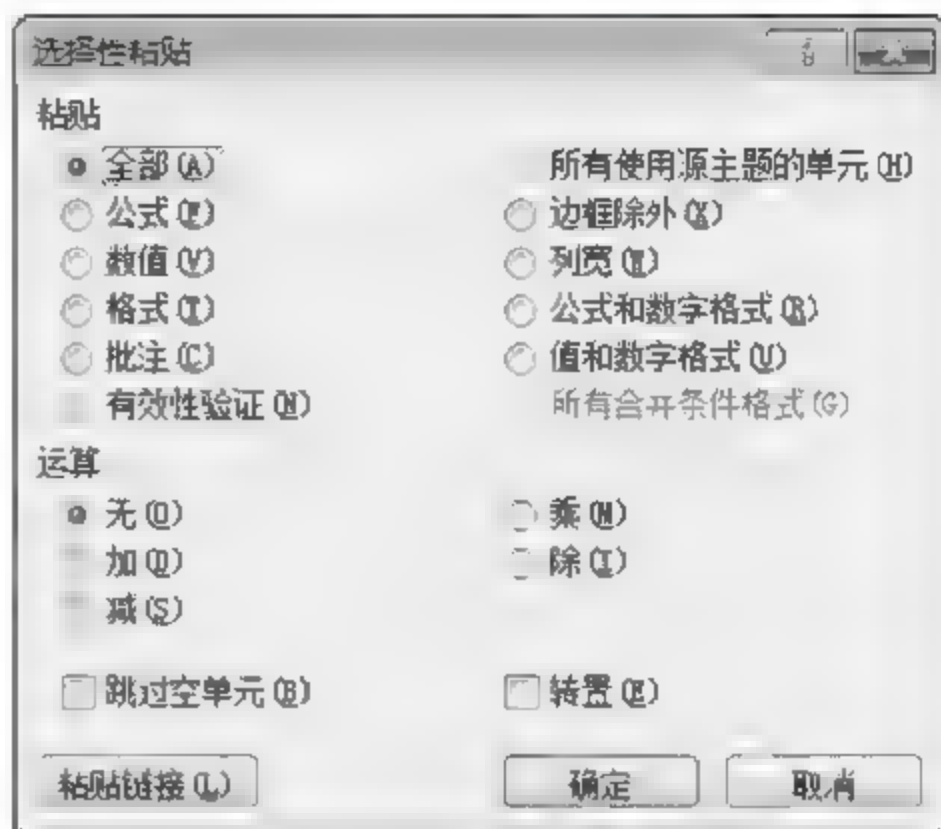 选择性粘贴
粘贴
全部(A) 所有使用源主题的单元(H)
公式(F) 边框除外(X)
数值(V) 列宽(W)
格式(T) 公式和数字格式(R)
批注(C) 值和数字格式(U)
有效性验证(N) 所有合并条件格式(G)
运算
无(O) 乘(M)
加(D) 除(I)
减(S)
跳过空单元(B) 转置(E)
粘贴链接(L) 确定 取消